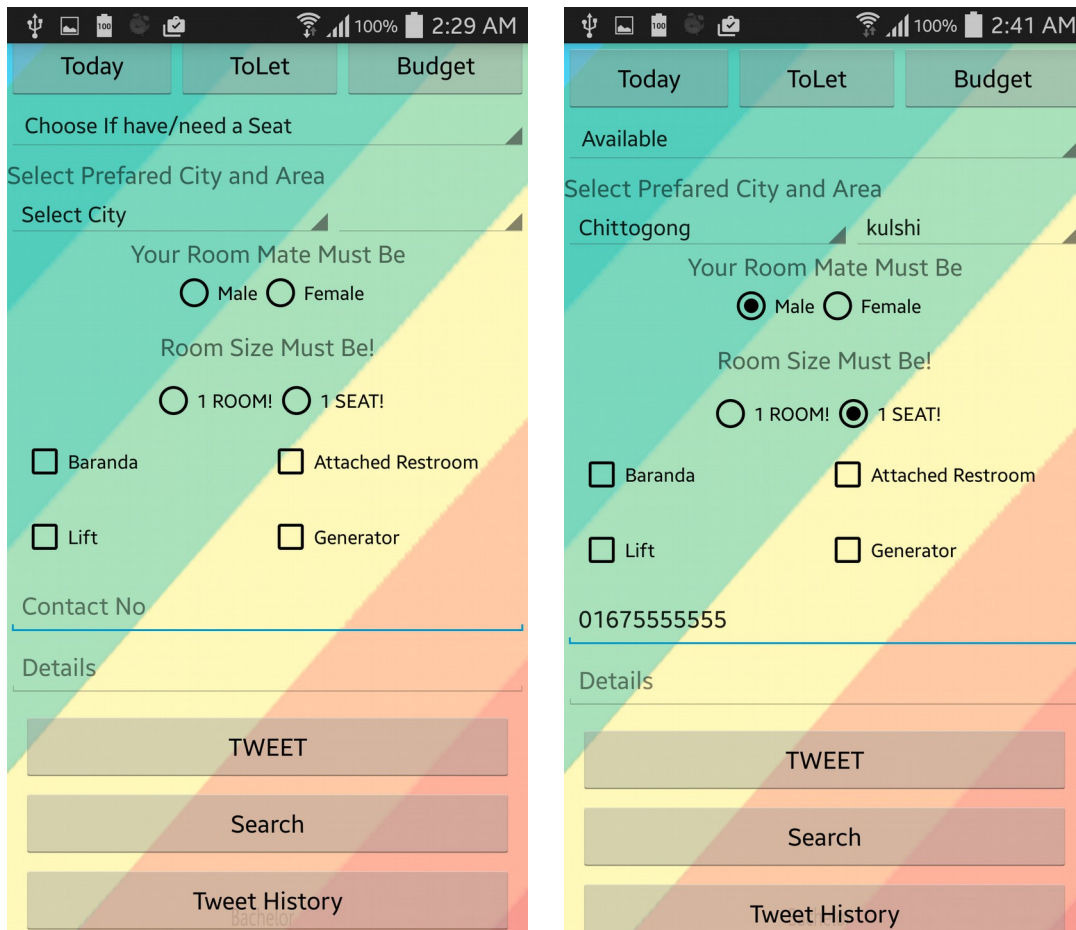 100 100% 2:29 AM
Today ToLet Budget
Choose If have/need a Seat
Select Prefared City and Area
Select City
Your Room Mate Must Be
Male Female
Room Size Must Be!
1 ROOM! 1 SEAT!
Baranda Attached Restroom
Lift Generator
Contact No
Details
TWEET
Search
Tweet History
Bachelor
100 100% 2:41 AM
Today ToLet Budget
Available
Select Prefared City and Area
Chittogong kulshi
Your Room Mate Must Be
Male Female
Room Size Must Be!
1 ROOM! 1 SEAT!
Baranda Attached Restroom
Lift Generator
01675555555
Details
TWEET
Search
Tweet History